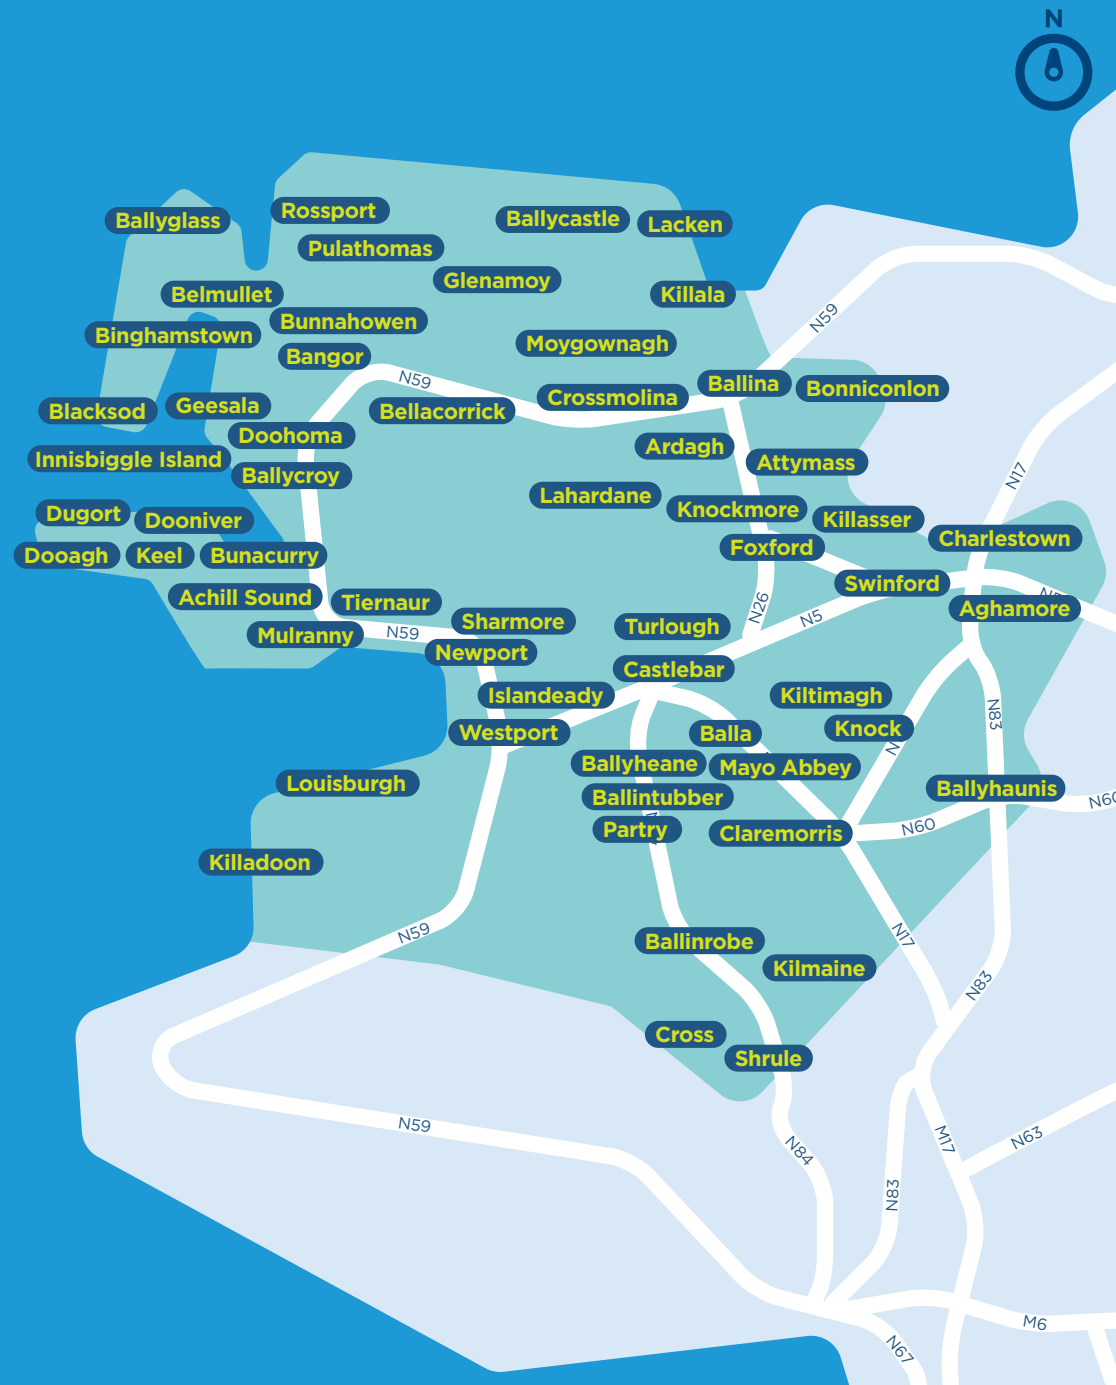 N
Ballyglass
Rossport
Ballycastle
Lacken
Pulathomas
Glenamoy
Belmullet
Killala
Bunnahowen
N59
Binghamstown
Moygownagh
Bangor
N59
Ballina
Bonniconlon
Crossmolina
Blacksod
Geesala
Bellacorrick
Doohoma
Ardagh
Innisbiggle Island
Attymass
Ballycroy
N17
Lahardane
Knockmore
Dugort
Dooniver
Killasser
Charlestown
Foxford
Dooagh
Keel
Bunacurry
Swinford
Achill Sound
Tiernaur
N26
Aghamore
N5
Sharmore
Turlough
Mulranny
N59
Newport
Castlebar
Islandeady
Kiltimagh
N83
Westport
Balla
Knock
Ballyheane
Mayo Abbey
Louisburgh
Ballyhaunis
Ballintubber
N60
N60
Partry
Claremorris
Killadoon
N59
N17
Ballinrobe
Kilmaine
N83
Cross
Shrule
N59
N84
M17
N63
N83
M6
N67